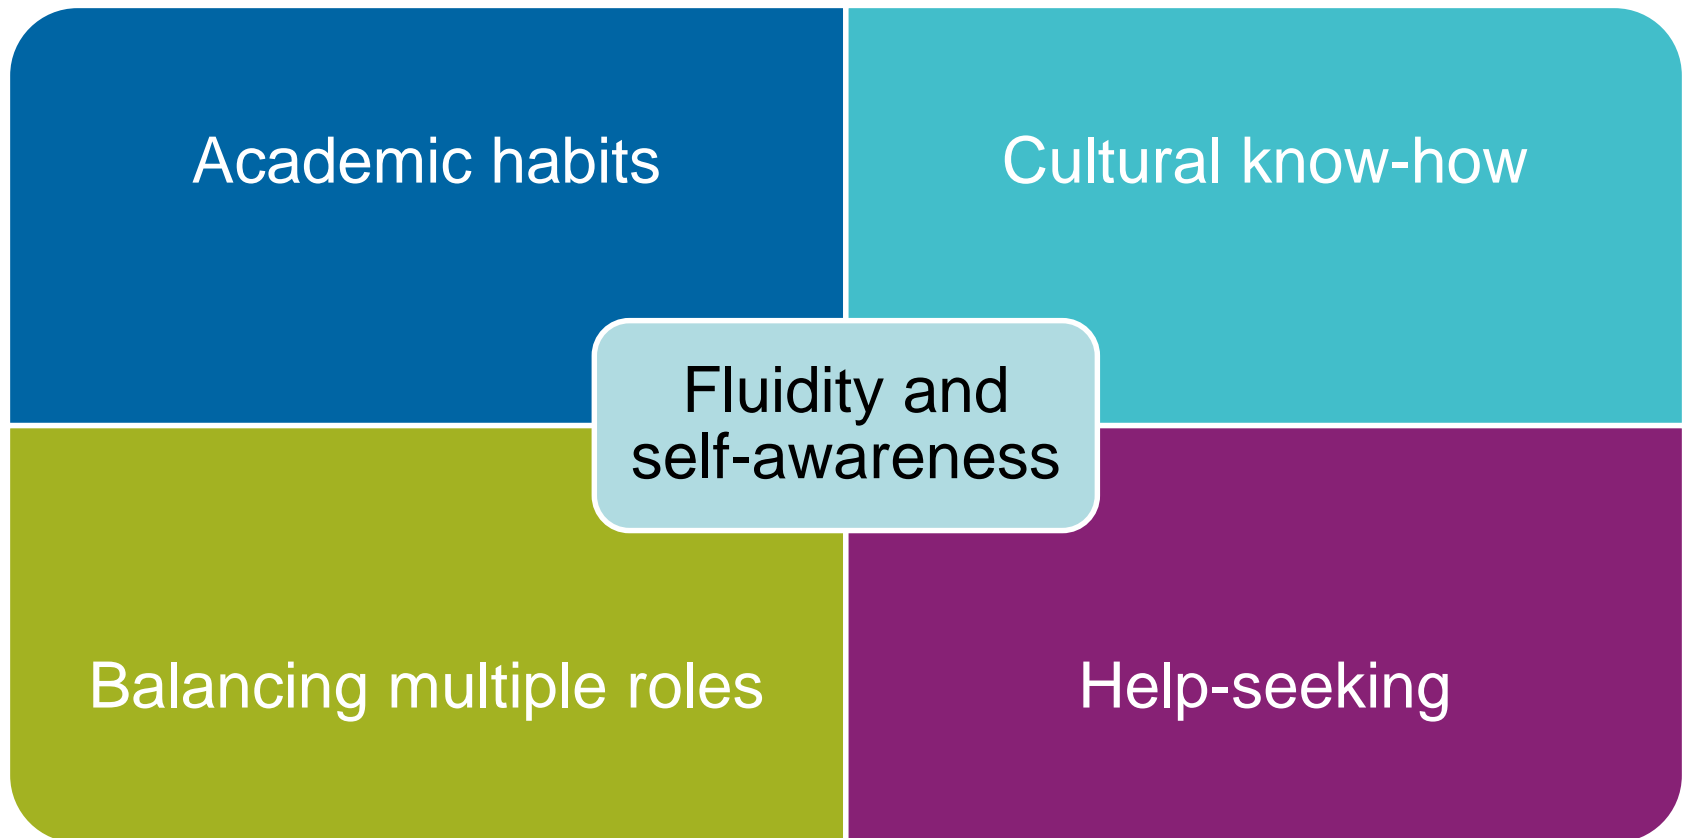 Academic habits
Cultural know-how
Fluidity and
self-awareness
Balancing multiple roles
Help-seeking